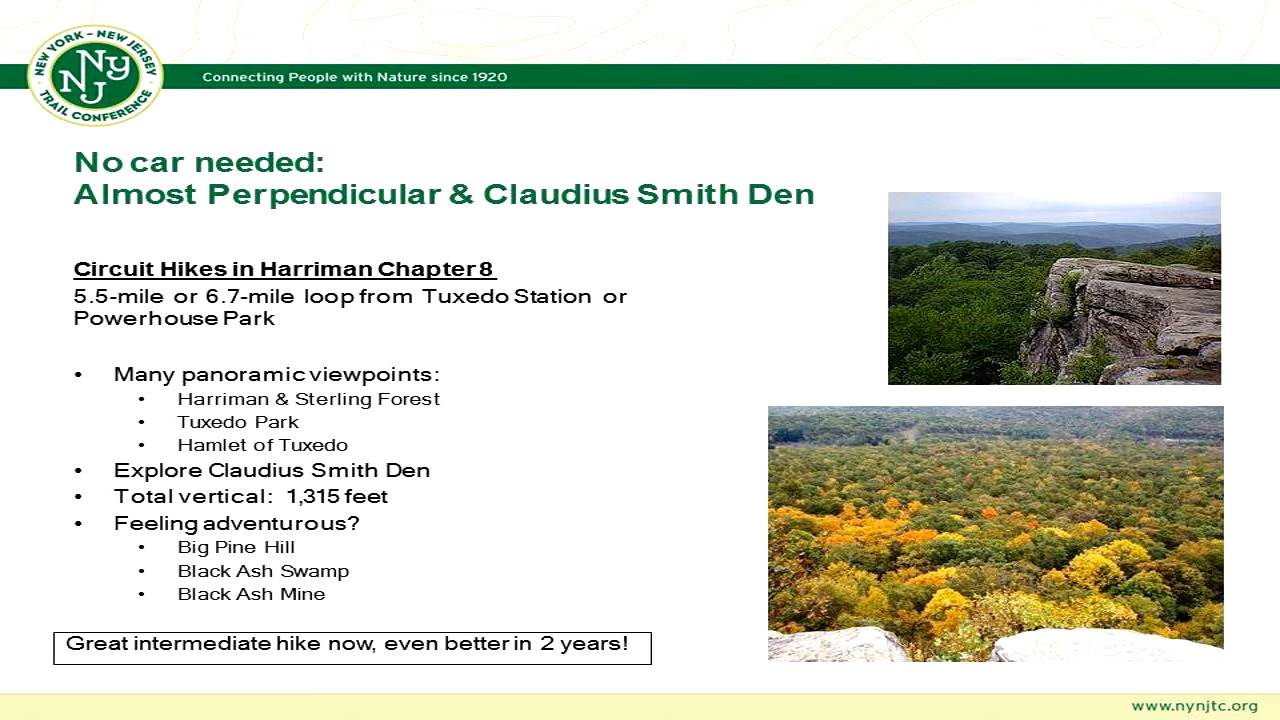 NEW YORK - NEW JERSEY
NY
NJ
TRAIL CONFERENCE
Connecting People with Nature since 1920
No car needed:
Almost Perpendicular & Claudius Smith Den
Circuit Hikes in Harriman Chapter 8
5.5-mile or 6.7-mile loop from Tuxedo Station or
Powerhouse Park
• Many panoramic viewpoints:
• Harriman & Sterling Forest
• Tuxedo Park
• Hamlet of Tuxedo
• Explore Claudius Smith Den
• Total vertical: 1,315 feet
• Feeling adventurous?
• Big Pine Hill
• Black Ash Swamp
• Black Ash Mine
Great intermediate hike now, even better in 2 years!
www.nynjtc.org